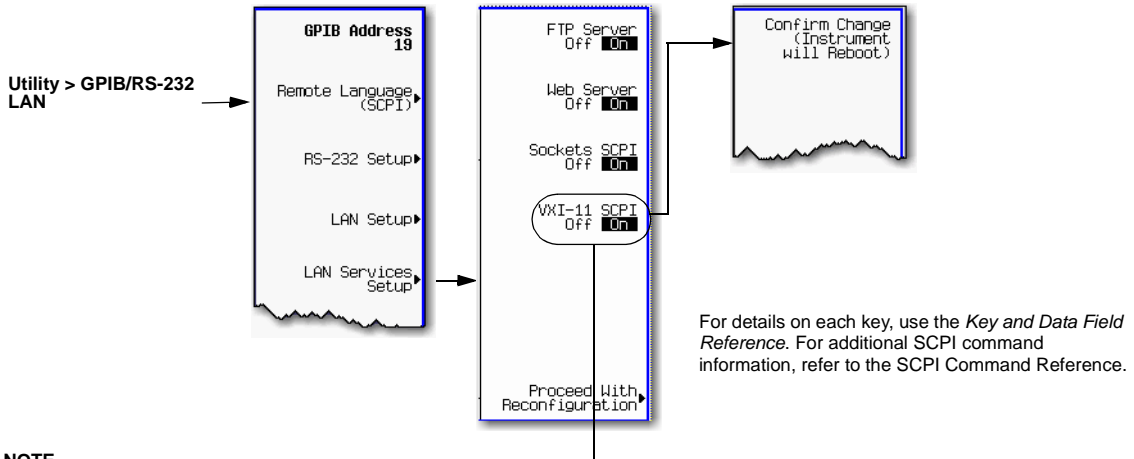 Utility > GPIB/RS-232
LAN
GPIB Address
19
Remote Language
(SCPI)
RS-232 Setup
LAN Setup
LAN Services
Setup
FTP Server
Off On
Web Server
Off On
Sockets SCPI
Off On
VXI-11 SCPI
Off On
Proceed With
Reconfiguration
Confirm Change
(Instrument
will Reboot)
For details on each key, use the Key and Data Field
Reference. For additional SCPI command
information, refer to the SCPI Command Reference.
NOTE